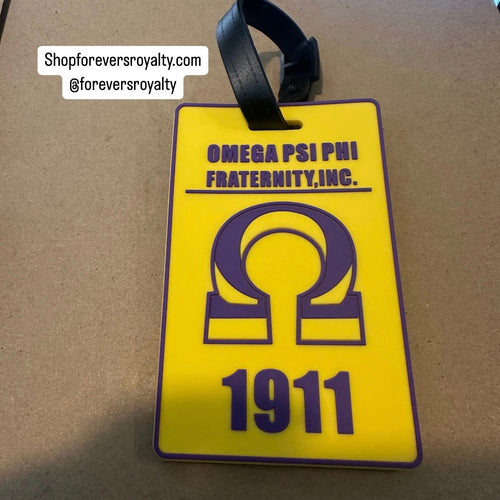 Shopforeversroyalty.com
@foreversroyalty
OMEGA PSI PHI
FRATERNITY,INC.
Ω
1911